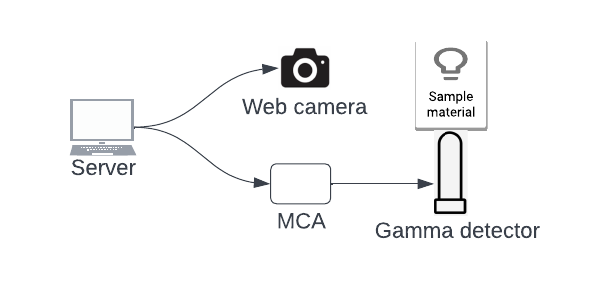 Web camera
Sample
material
Server
MCA
Gamma detector